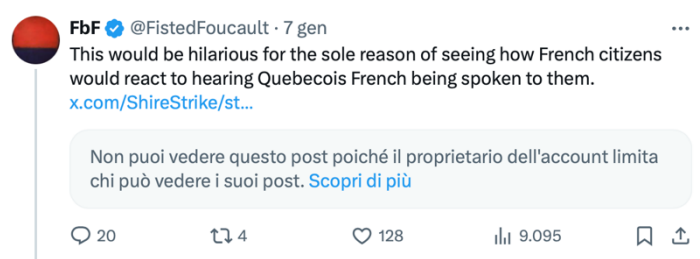 FbF @FistedFoucault · 7 gen
This would be hilarious for the sole reason of seeing how French citizens
would react to hearing Quebecois French being spoken to them.
x.com/ShireStrike/st...
Non puoi vedere questo post poiché il proprietario dell'account limita
chi può vedere i suoi post. Scopri di più
20 4 128 9.095